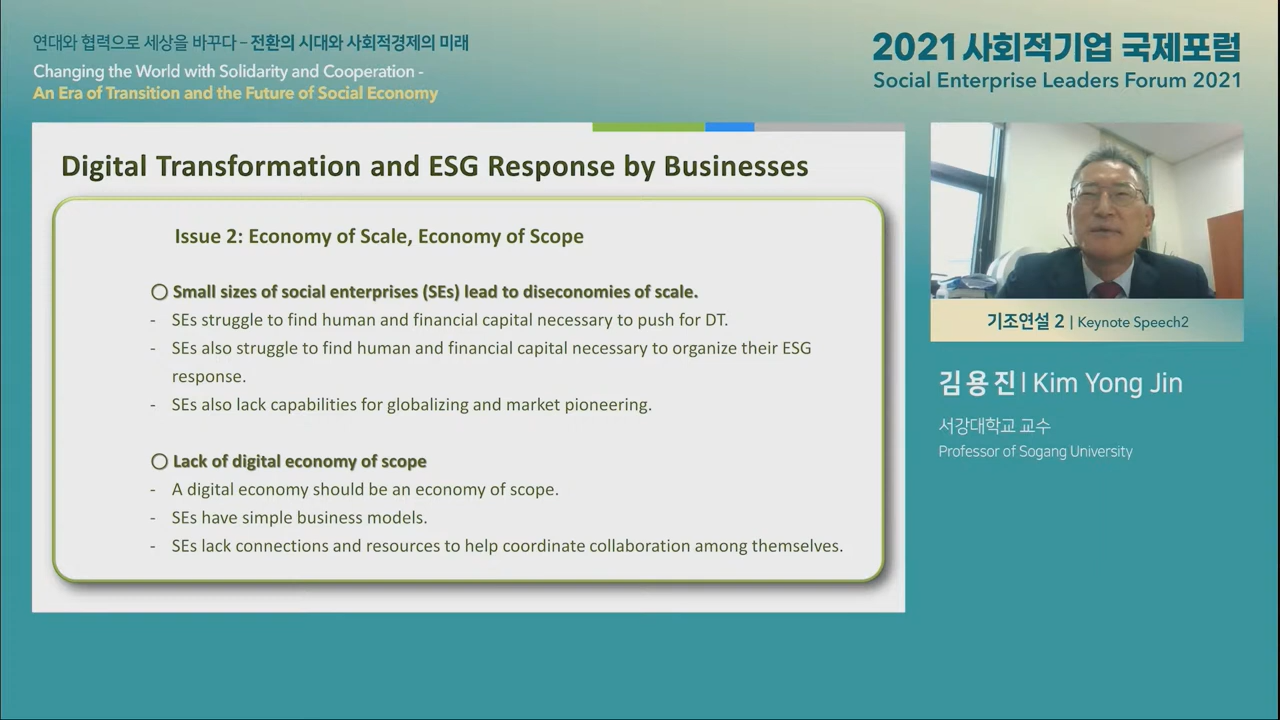 연대와 협력으로 세상을 바꾸다 – 전환의 시대와 사회적경제의 미래
Changing the World with Solidarity and Cooperation -
An Era of Transition and the Future of Social Economy
2021 사회적기업 국제포럼
Social Enterprise Leaders Forum 2021
Digital Transformation and ESG Response by Businesses
Issue 2: Economy of Scale, Economy of Scope
○ Small sizes of social enterprises (SEs) lead to diseconomies of scale.
- SEs struggle to find human and financial capital necessary to push for DT.
- SEs also struggle to find human and financial capital necessary to organize their ESG
response.
- SEs also lack capabilities for globalizing and market pioneering.
○ Lack of digital economy of scope
- A digital economy should be an economy of scope.
- SEs have simple business models.
- SEs lack connections and resources to help coordinate collaboration among themselves.
기조연설 2 | Keynote Speech2
김용진 | Kim Yong Jin
서강대학교 교수
Professor of Sogang University